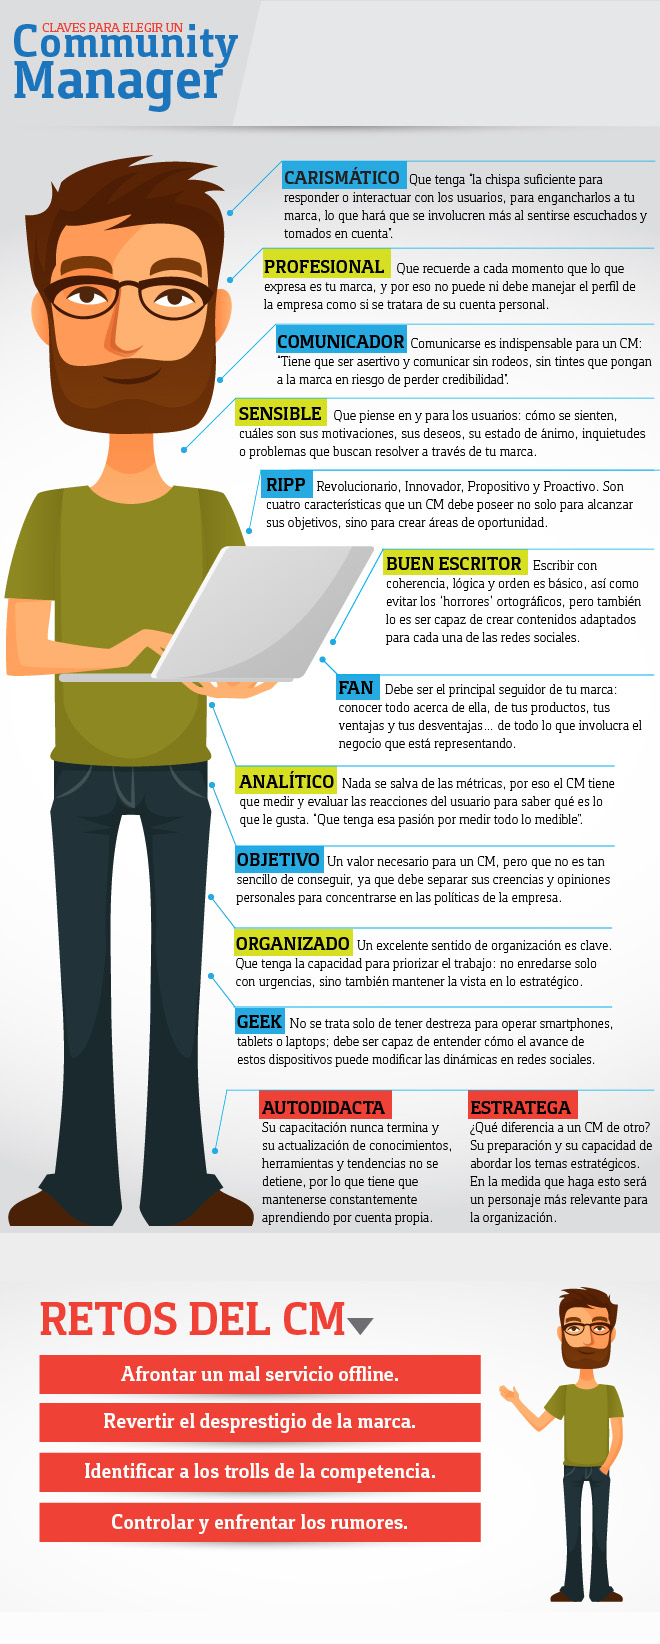 CLAVES PARA ELEGIR UN
Community
Manager
CARISMÁTICO Que tenga “la chispa suficiente para
responder o interactuar con los usuarios, para engancharlos a tu
marca, lo que hará que se involucren más al sentirse escuchados y
tomados en cuenta”.
PROFESIONAL Que recuerde a cada momento que lo que
expresa es tu marca, y por eso no puede ni debe manejar el perfil de
la empresa como si se tratara de su cuenta personal.
COMUNICADOR Comunicarse es indispensable para un CM:
“Tiene que ser asertivo y comunicar sin rodeos, sin tintes que pongan
a la marca en riesgo de perder credibilidad”.
SENSIBLE Que piense en y para los usuarios: cómo se sienten,
cuáles son sus motivaciones, sus deseos, su estado de ánimo, inquietudes
o problemas que buscan resolver a través de tu marca.
RIPP Revolucionario, Innovador, Propositivo y Proactivo. Son
cuatro características que un CM debe poseer no solo para alcanzar
sus objetivos, sino para crear áreas de oportunidad.
BUEN ESCRITOR Escribir con
coherencia, lógica y orden es básico, así como
evitar los ‘horrores’ ortográficos, pero también
lo es ser capaz de crear contenidos adaptados
para cada una de las redes sociales.
FAN Debe ser el principal seguidor de tu marca:
conocer todo acerca de ella, de tus productos, tus
ventajas y tus desventajas... de todo lo que involucra el
negocio que está representando.
ANALÍTICO Nada se salva de las métricas, por eso el CM tiene
que medir y evaluar las reacciones del usuario para saber qué es lo
que le gusta. “Que tenga esa pasión por medir todo lo medible”.
OBJETIVO Un valor necesario para un CM, pero que no es tan
sencillo de conseguir, ya que debe separar sus creencias y opiniones
personales para concentrarse en las políticas de la empresa.
ORGANIZADO Un excelente sentido de organización es clave.
Que tenga la capacidad para priorizar el trabajo: no enredarse solo
con urgencias, sino también mantener la vista en lo estratégico.
GEEK No se trata solo de tener destreza para operar smartphones,
tablets o laptops; debe ser capaz de entender cómo el avance de
estos dispositivos puede modificar las dinámicas en redes sociales.
AUTODIDACTA
Su capacitación nunca termina y
su actualización de conocimientos,
herramientas y tendencias no se
detiene, por lo que tiene que
mantenerse constantemente
aprendiendo por cuenta propia.
ESTRATEGA
¿Qué diferencia a un CM de otro?
Su preparación y su capacidad de
abordar los temas estratégicos.
En la medida que haga esto será
un personaje más relevante para
la organización.
RETOS DEL CM
Afrontar un mal servicio offline.
Revertir el desprestigio de la marca.
Identificar a los trolls de la competencia.
Controlar y enfrentar los rumores.